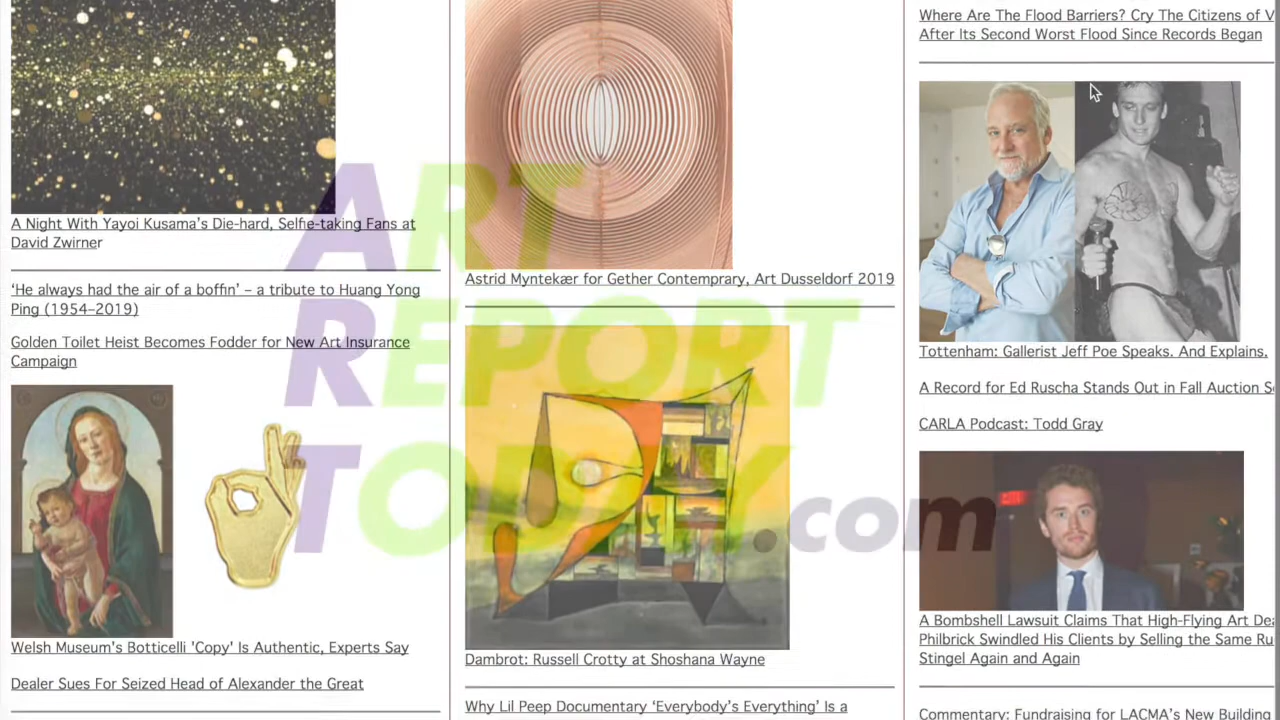 A Night With Yayoi Kusama’s Die-hard, Selfie-taking Fans at
David Zwirner
‘He always had the air of a boffin’ – a tribute to Huang Yong
Ping (1954–2019)
Golden Toilet Heist Becomes Fodder for New Art Insurance
Campaign
Welsh Museum’s Botticelli 'Copy' Is Authentic, Experts Say
Dealer Sues For Seized Head of Alexander the Great
Astrid Myntekær for Gether Contemprary, Art Dusseldorf 2019
Dambrot: Russell Crotty at Shoshana Wayne
Why Lil Peep Documentary ‘Everybody’s Everything’ Is a
Where Are The Flood Barriers? Cry The Citizens of V
After Its Second Worst Flood Since Records Began
Tottenham: Gallerist Jeff Poe Speaks. And Explains.
A Record for Ed Ruscha Stands Out in Fall Auction S
CARLA Podcast: Todd Gray
A Bombshell Lawsuit Claims That High-Flying Art Dea
Philbrick Swindled His Clients by Selling the Same Ru
Stingel Again and Again
Commentary: Fundraising for LACMA’s New Building
ART
REPORT
TODAY.com